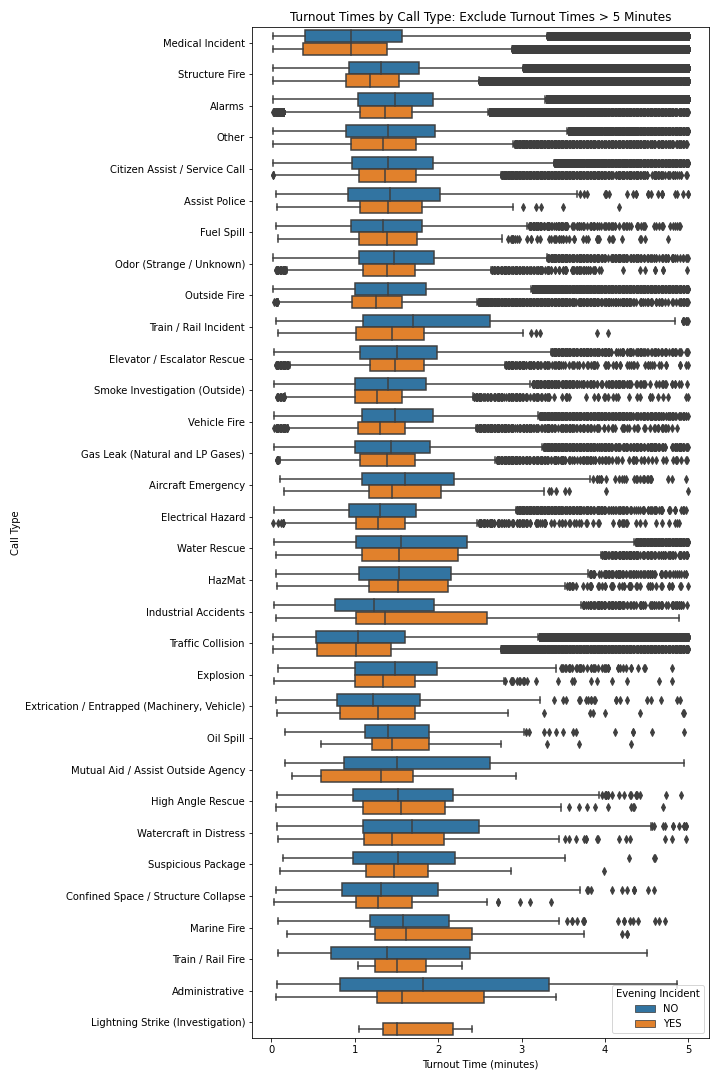 Turnout Times by Call Type: Exclude Turnout Times > 5 Minutes
Call Type
Medical Incident
Structure Fire
Alarms
Other
Citizen Assist / Service Call
Assist Police
Fuel Spill
Odor (Strange / Unknown)
Outside Fire
Train / Rail Incident
Elevator / Escalator Rescue
Smoke Investigation (Outside)
Vehicle Fire
Gas Leak (Natural and LP Gases)
Aircraft Emergency
Electrical Hazard
Water Rescue
HazMat
Industrial Accidents
Traffic Collision
Explosion
Extrication / Entrapped (Machinery, Vehicle)
Oil Spill
Mutual Aid / Assist Outside Agency
High Angle Rescue
Watercraft in Distress
Suspicious Package
Confined Space / Structure Collapse
Marine Fire
Train / Rail Fire
Administrative
Lightning Strike (Investigation)
Evening Incident
NO
YES
0 1 2 3 4 5
Turnout Time (minutes)